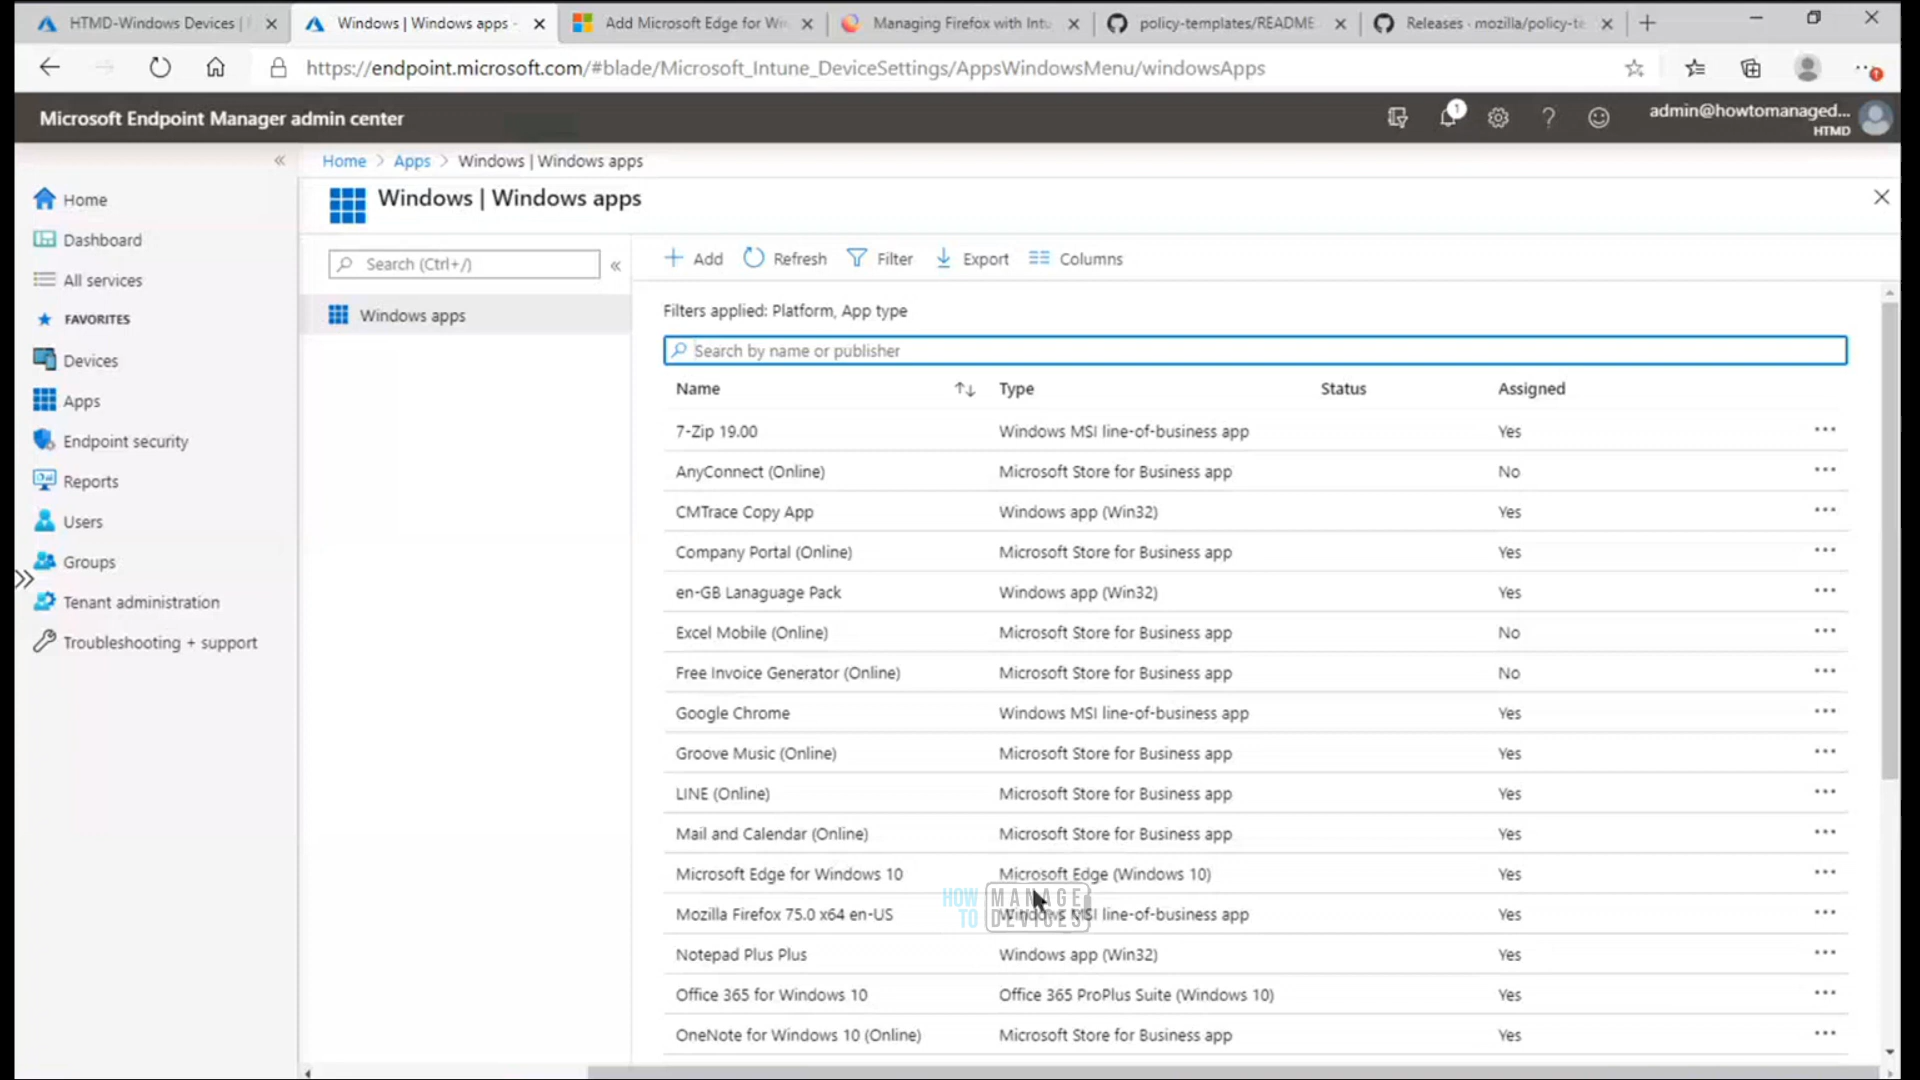 HTMD-Windows Devices |
Windows | Windows apps -
Add Microsoft Edge for Wi
Managing Firefox with Intu
policy-templates/README
Releases · mozilla/policy-te
https://endpoint.microsoft.com/#blade/Microsoft_Intune_DeviceSettings/AppsWindowsMenu/windowsApps
Microsoft Endpoint Manager admin center
1
admin@howtomanaged...
HTMD
Home > Apps > Windows | Windows apps
Windows | Windows apps
Home
Dashboard
All services
FAVORITES
Devices
Apps
Endpoint security
Reports
Users
Groups
Tenant administration
Troubleshooting + support
Search (Ctrl+/)
Windows apps
Add Refresh Filter Export Columns
Filters applied: Platform, App type
Search by name or publisher
Name Type Status Assigned
7-Zip 19.00 Windows MSI line-of-business app Yes
AnyConnect (Online) Microsoft Store for Business app No
CMTrace Copy App Windows app (Win32) Yes
Company Portal (Online) Microsoft Store for Business app Yes
en-GB Lanaguage Pack Windows app (Win32) Yes
Excel Mobile (Online) Microsoft Store for Business app No
Free Invoice Generator (Online) Microsoft Store for Business app No
Google Chrome Windows MSI line-of-business app Yes
Groove Music (Online) Microsoft Store for Business app Yes
LINE (Online) Microsoft Store for Business app Yes
Mail and Calendar (Online) Microsoft Store for Business app Yes
Microsoft Edge for Windows 10 Microsoft Edge (Windows 10) Yes
HOW TO MANAGE DEVICES
Mozilla Firefox 75.0 x64 en-US Windows MSI line-of-business app Yes
Notepad Plus Plus Windows app (Win32) Yes
Office 365 for Windows 10 Office 365 ProPlus Suite (Windows 10) Yes
OneNote for Windows 10 (Online) Microsoft Store for Business app Yes